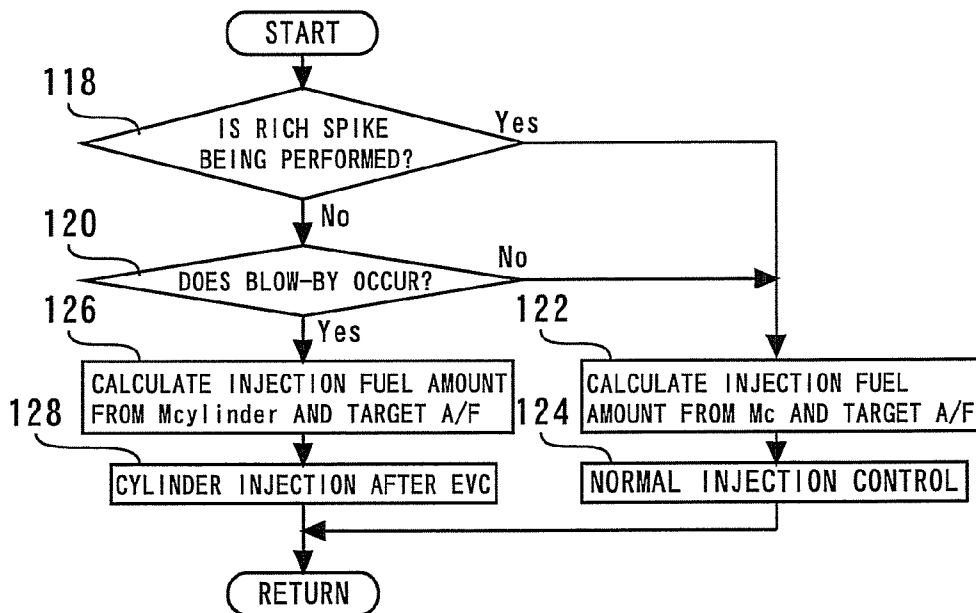 START
118
IS RICH SPIKE
BEING PERFORMED?
Yes
No
120
DOES BLOW-BY OCCUR?
No
Yes
126
CALCULATE INJECTION FUEL AMOUNT
FROM Mcylinder AND TARGET A/F
122
CALCULATE INJECTION FUEL
AMOUNT FROM Mc AND TARGET A/F
128
CYLINDER INJECTION AFTER EVC
124
NORMAL INJECTION CONTROL
RETURN